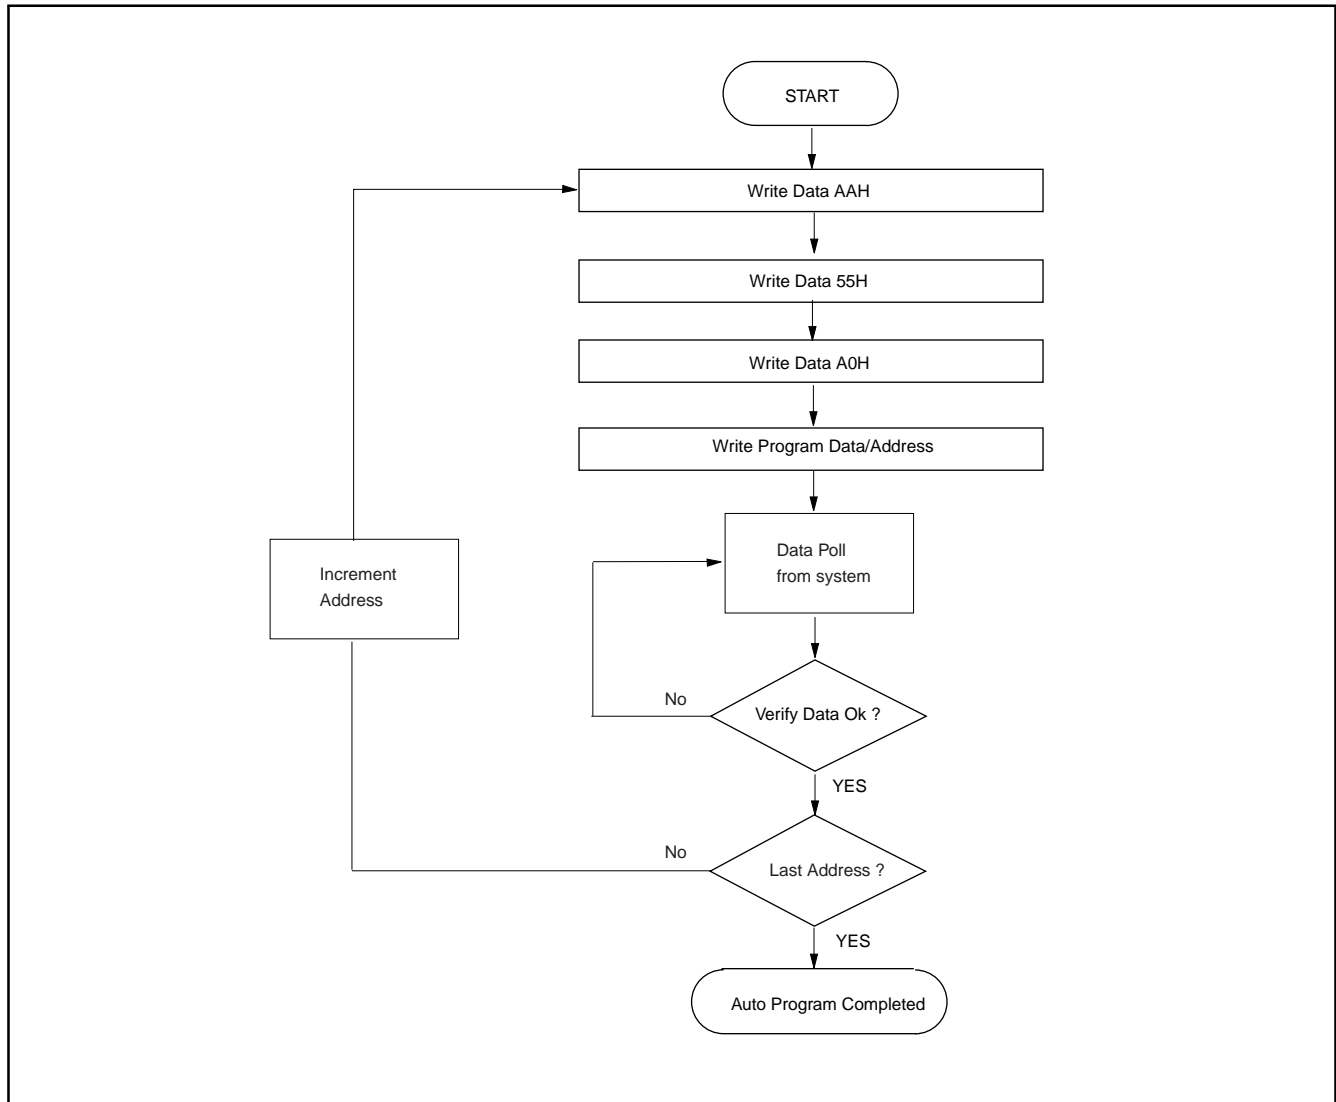 START
Write Data AAH
Write Data 55H
Write Data A0H
Write Program Data/Address
Data Poll
from system
Increment
Address
No
Verify Data Ok ?
YES
No
Last Address ?
YES
Auto Program Completed